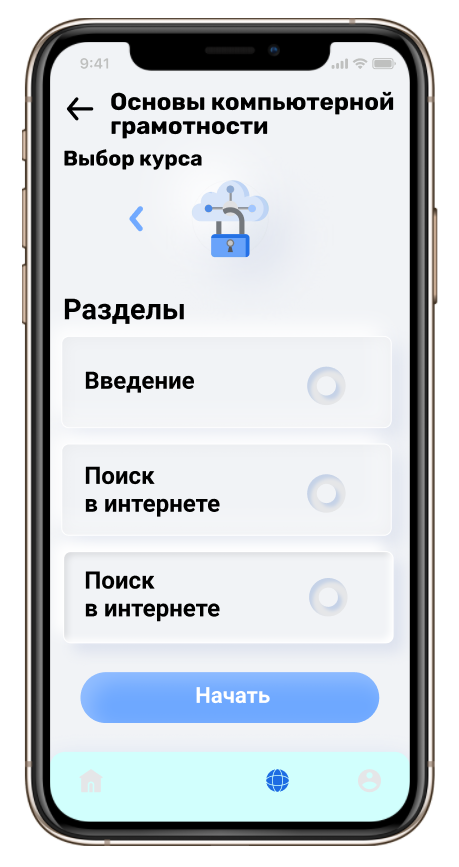 9:41
Основы компьютерной
грамотности
Выбор курса
Разделы
Введение
Поиск
в интернете
Поиск
в интернете
Начать